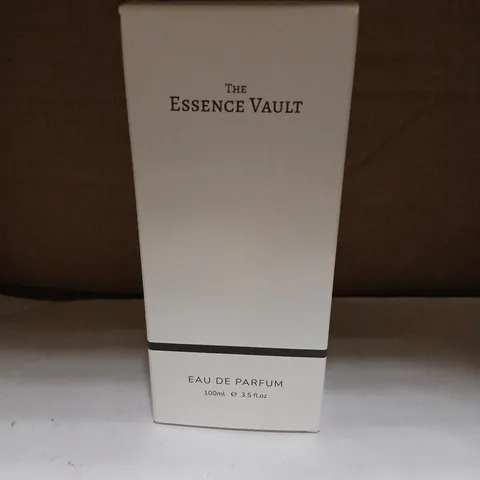 THE
ESSENCE VAULT
EAU DE PARFUM
100ml ℮ 3.5 fl.oz